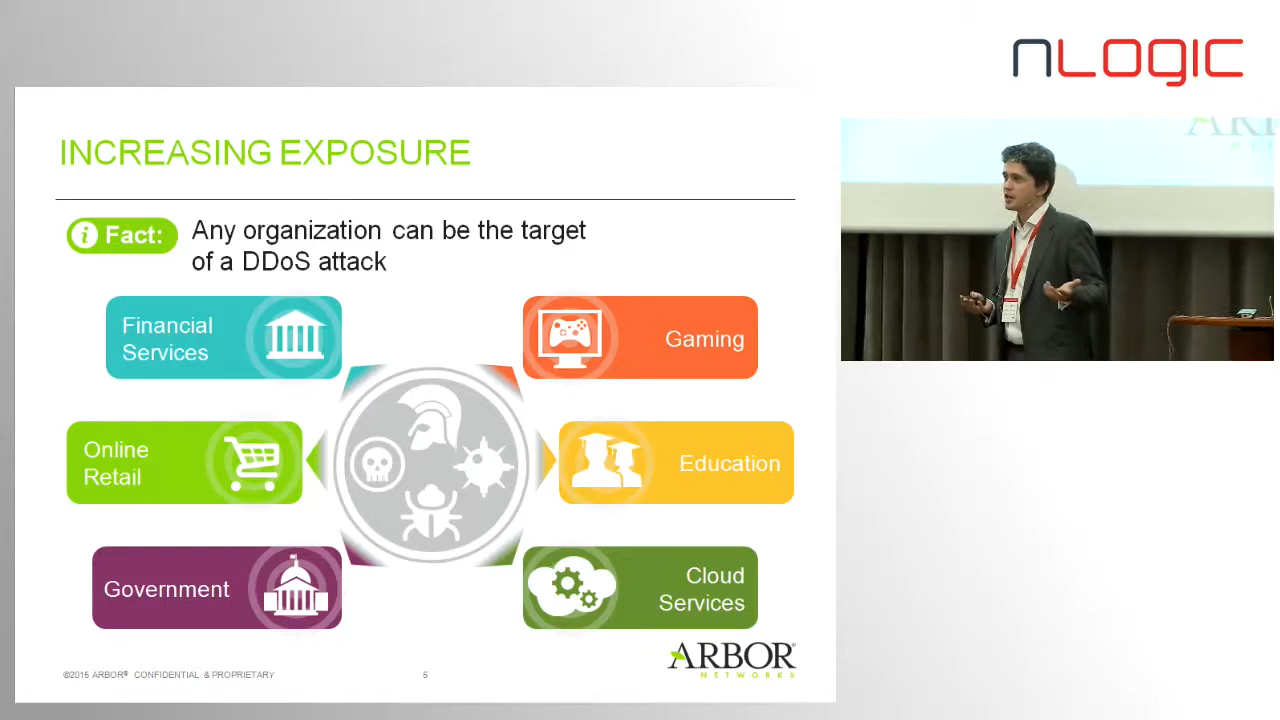 nLOGIC
INCREASING EXPOSURE
i Fact:
Any organization can be the target
of a DDoS attack
Financial
Services
Gaming
Online
Retail
Education
Government
Cloud
Services
©2015 ARBOR® CONFIDENTIAL & PROPRIETARY
5
ARBOR®
NETWORKS